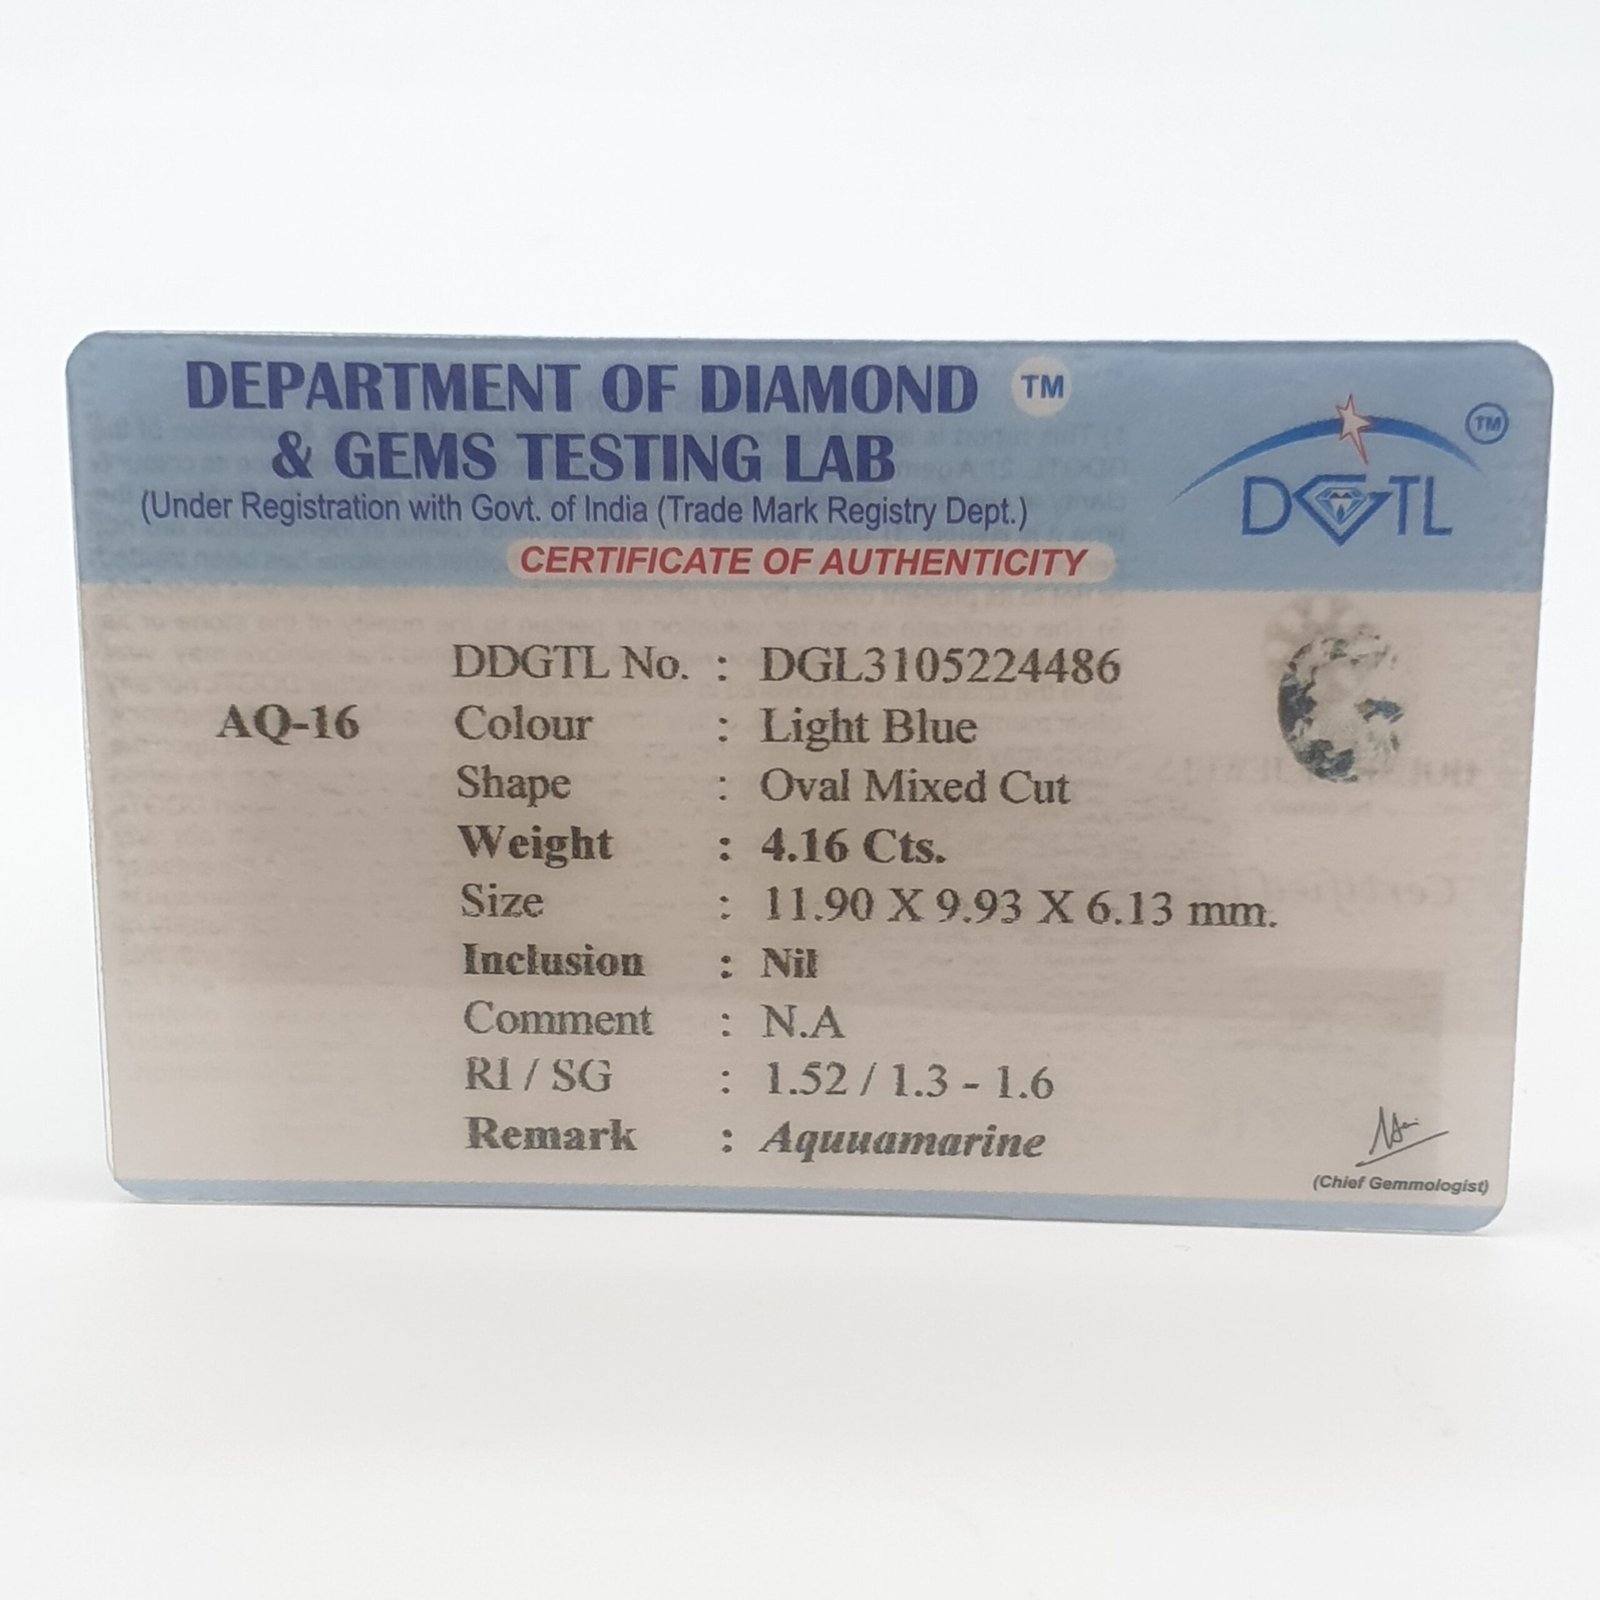 DEPARTMENT OF DIAMOND TM
& GEMS TESTING LAB
(Under Registration with Govt. of India (Trade Mark Registry Dept.)
CERTIFICATE OF AUTHENTICITY
DGTL TM
DDGTL No. : DGL3105224486
AQ-16 Colour : Light Blue
Shape : Oval Mixed Cut
Weight : 4.16 Cts.
Size : 11.90 X 9.93 X 6.13 mm.
Inclusion : Nil
Comment : N.A
RI / SG : 1.52 / 1.3 - 1.6
Remark : Aquuamarine
(Chief Gemmologist)